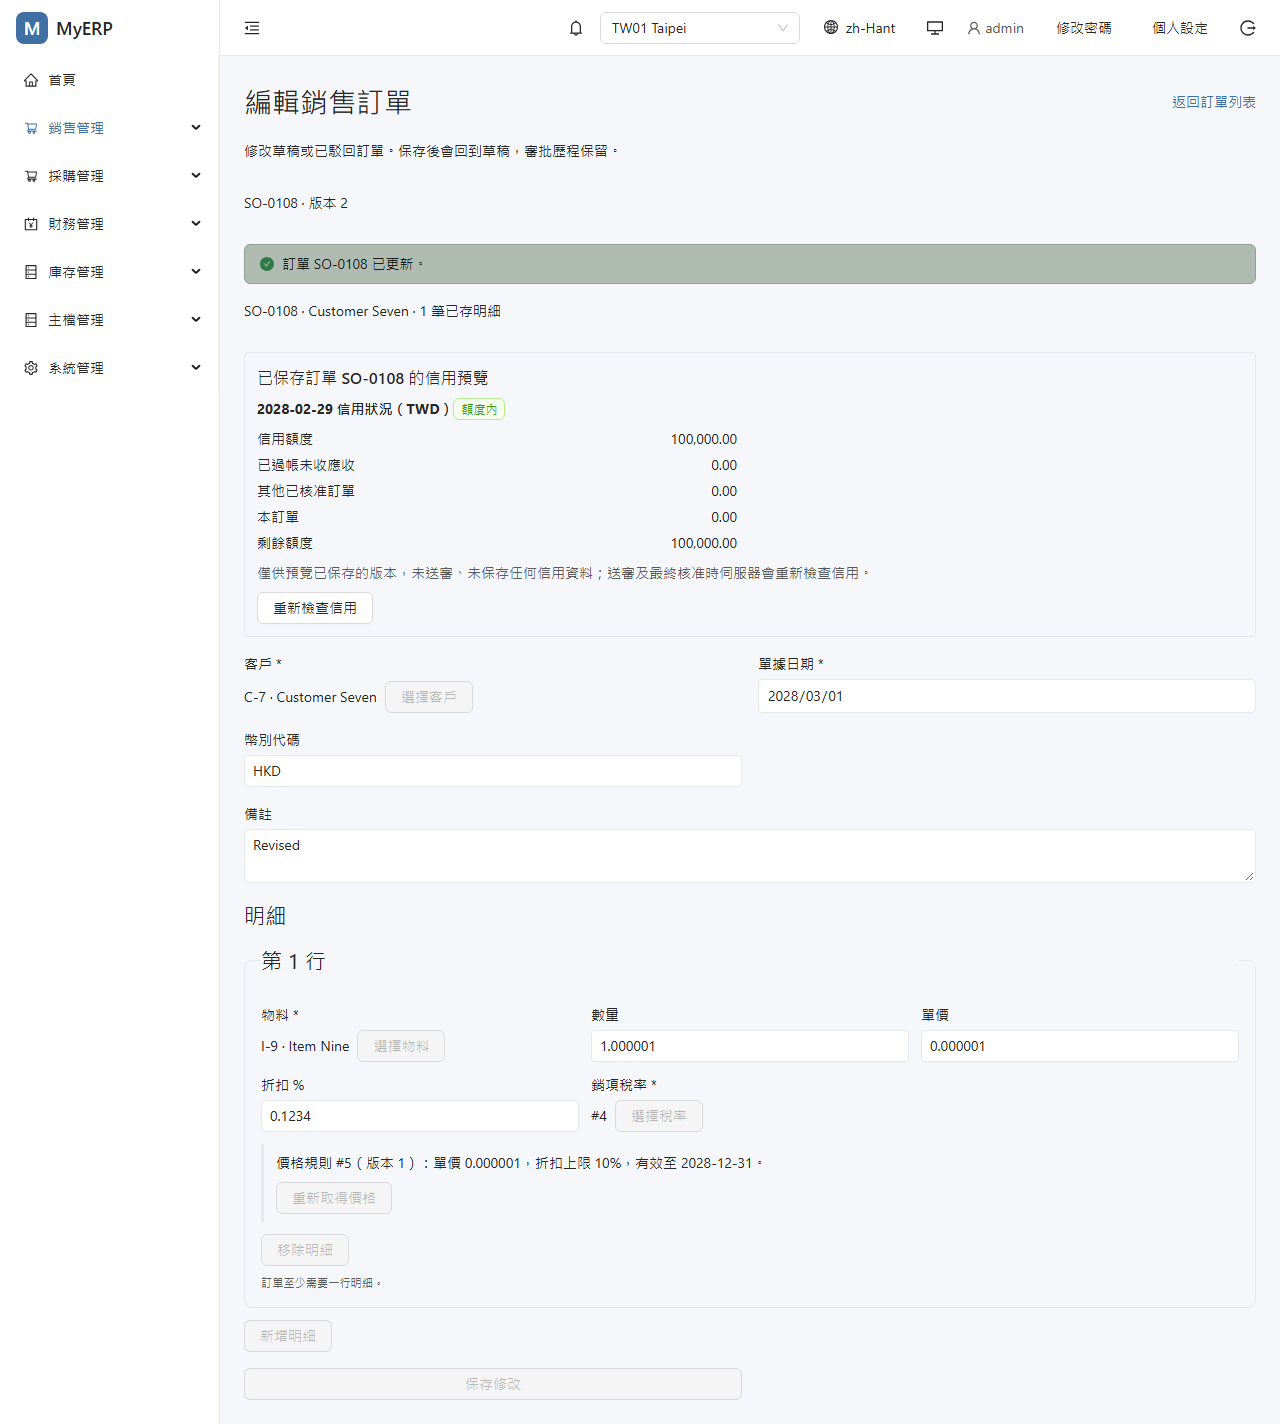 M MyERP
TW01 Taipei
zh-Hant
admin
修改密碼
個人設定
首頁
銷售管理
採購管理
財務管理
庫存管理
主檔管理
系統管理
編輯銷售訂單
返回訂單列表
修改草稿或已駁回訂單。保存後會回到草稿，審批歷程保留。
SO-0108 · 版本 2
訂單 SO-0108 已更新。
SO-0108 · Customer Seven · 1 筆已存明細
已保存訂單 SO-0108 的信用預覽
2028-02-29 信用狀況（TWD） 額度內
信用額度 100,000.00
已過帳未收應收 0.00
其他已核准訂單 0.00
本訂單 0.00
剩餘額度 100,000.00
僅供預覽已保存的版本，未送審、未保存任何信用資料；送審及最終核准時伺服器會重新檢查信用。
重新檢查信用
客戶 *
C-7 · Customer Seven 選擇客戶
單據日期 *
2028/03/01
幣別代碼
HKD
備註
Revised
明細
第 1 行
物料 *
I-9 · Item Nine 選擇物料
數量
1.000001
單價
0.000001
折扣 %
0.1234
銷項稅率 *
#4 選擇稅率
價格規則 #5（版本 1）：單價 0.000001，折扣上限 10%，有效至 2028-12-31。
重新取得價格
移除明細
訂單至少需要一行明細。
新增明細
保存修改